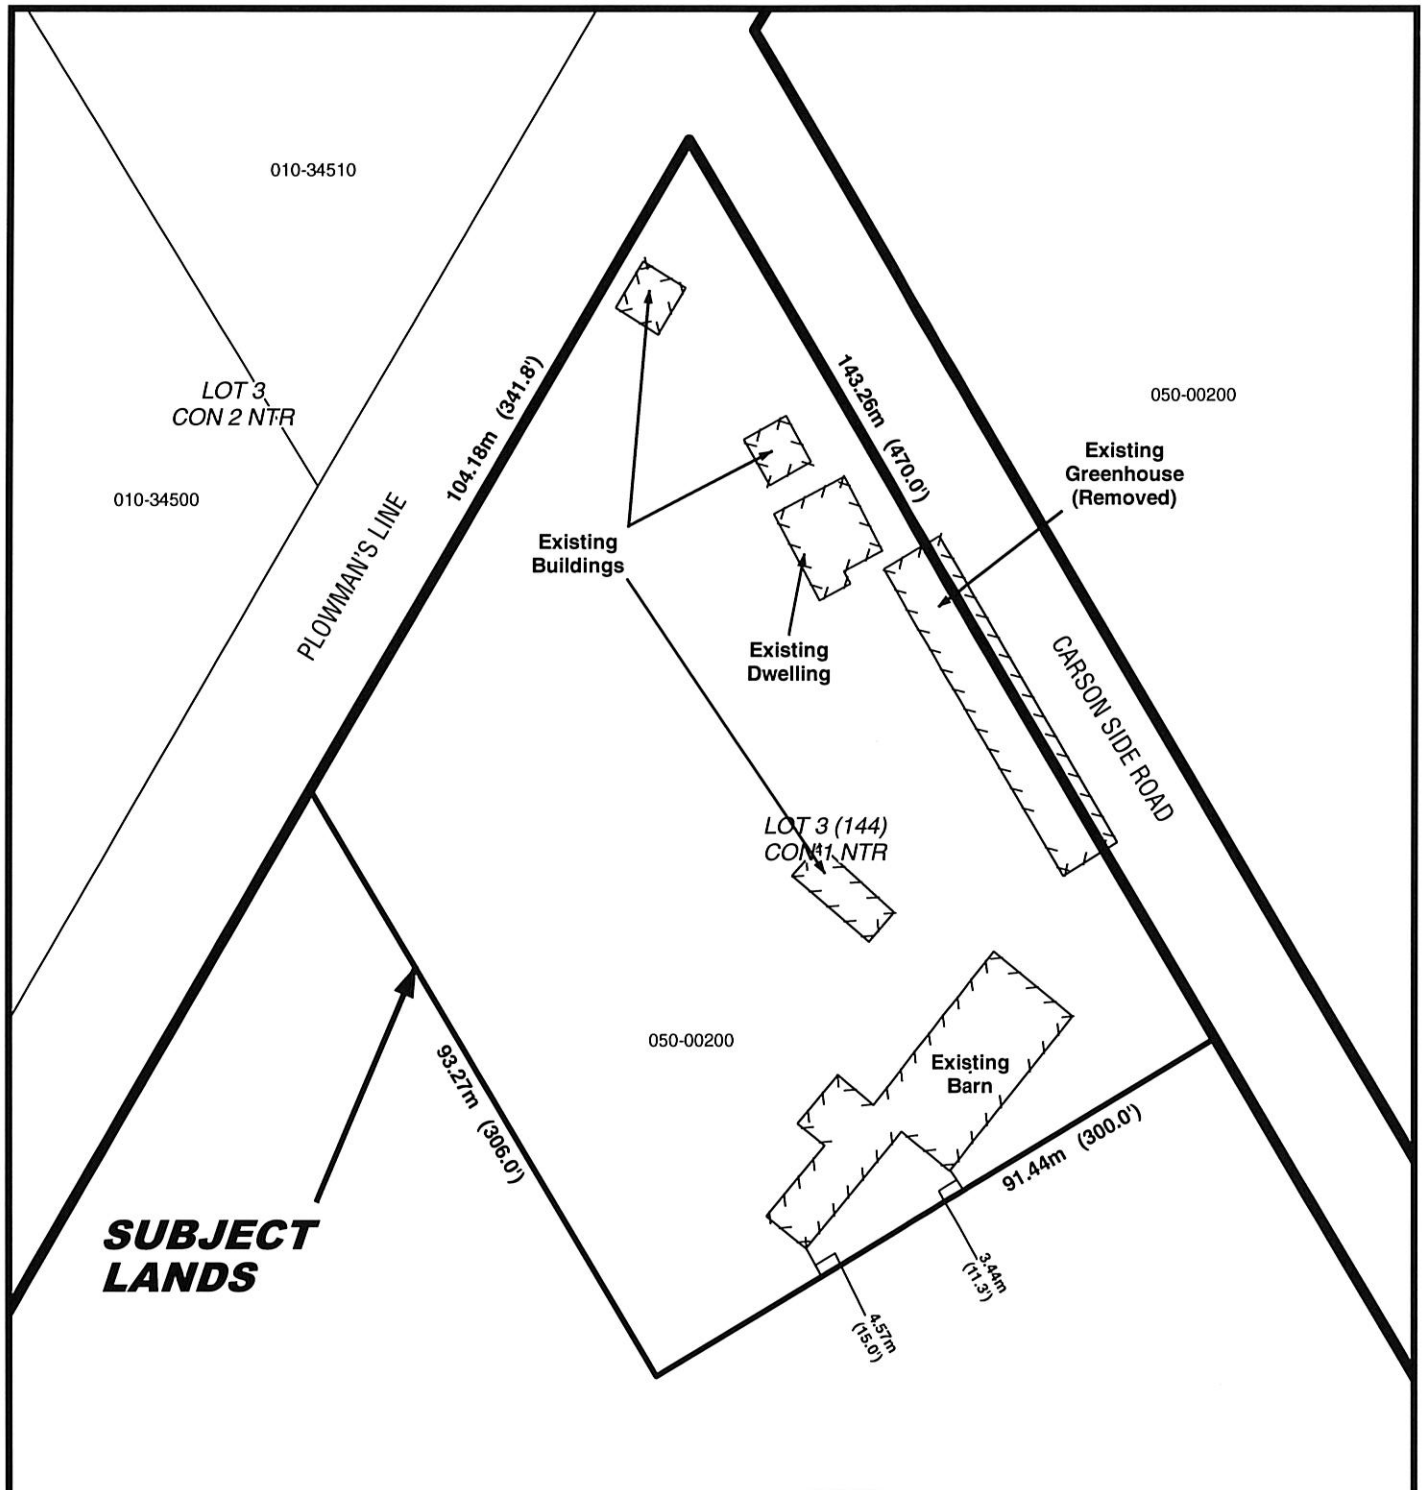 010-34510
LOT 3
CON 2 NTR
010-34500
PLOWMAN'S LINE
104.18m (341.8')
143.26m (470.0')
050-00200
Existing
Greenhouse
(Removed)
Existing
Buildings
Existing
Dwelling
CARSON SIDE ROAD
LOT 3 (144)
CON 1 NTR
050-00200
Existing
Barn
93.27m (306.0')
91.44m (300.0')
SUBJECT
LANDS
3.44m
(11.3')
4.57m
(15.0')